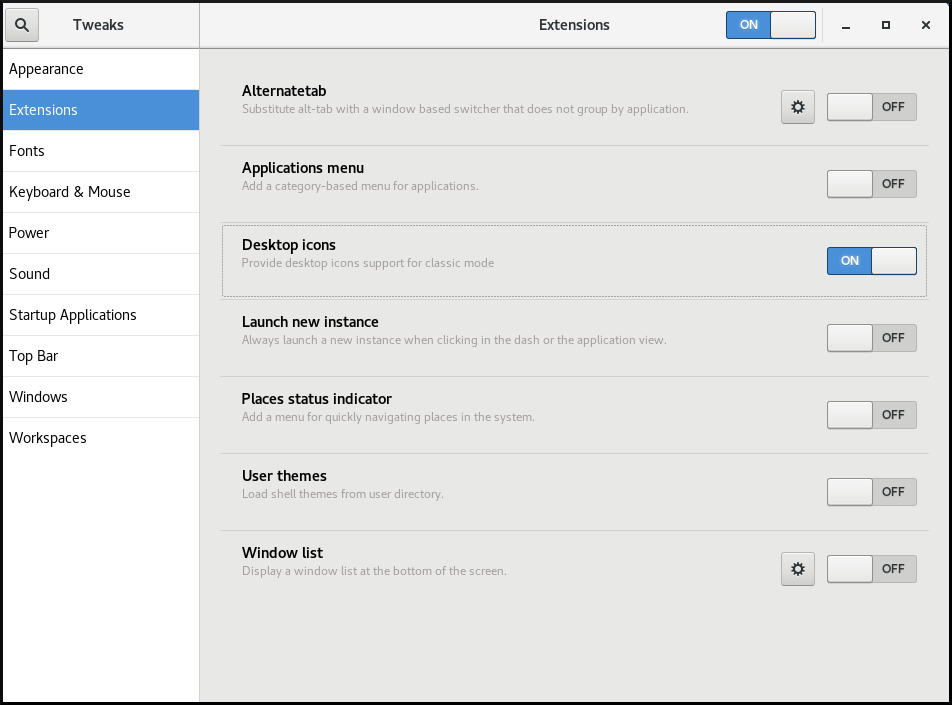 Tweaks
Extensions
ON
Appearance
Extensions
Fonts
Keyboard & Mouse
Power
Sound
Startup Applications
Top Bar
Windows
Workspaces
Alternatetab
Substitute alt-tab with a window based switcher that does not group by application.
OFF
Applications menu
Add a category-based menu for applications.
OFF
Desktop icons
Provide desktop icons support for classic mode
ON
Launch new instance
Always launch a new instance when clicking in the dash or the application view.
OFF
Places status indicator
Add a menu for quickly navigating places in the system.
OFF
User themes
Load shell themes from user directory.
OFF
Window list
Display a window list at the bottom of the screen.
OFF